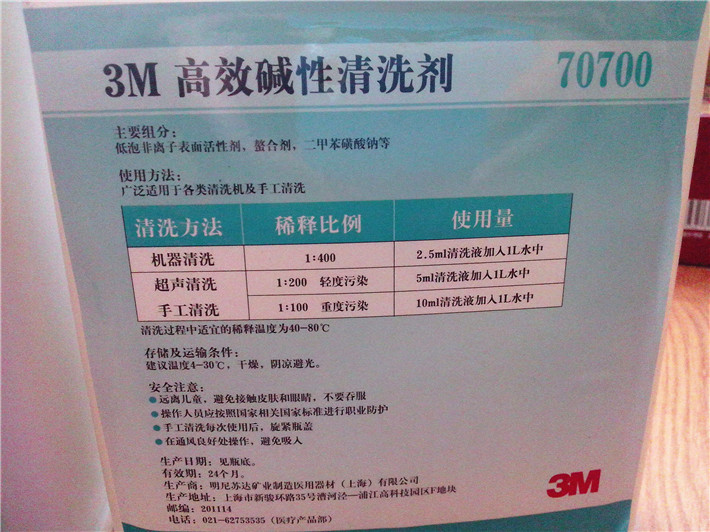 3M 高效碱性清洗剂 70700
主要组分：
低泡非离子表面活性剂，螯合剂，二甲苯磺酸钠等
使用方法：
广泛适用于各类清洗机及手工清洗
清洗方法 稀释比例 使用量
机器清洗 1:400 2.5ml清洗液加入1L水中
超声清洗 1:200 轻度污染 5ml清洗液加入1L水中
手工清洗 1:100 重度污染 10ml清洗液加入1L水中
清洗过程中适宜的稀释温度为40-80℃
存储及运输条件：
建议温度4-30℃，干燥，阴凉避光。
安全注意：
●远离儿童，避免接触皮肤和眼睛，不要吞服
●操作人员应按照国家相关国家标准进行职业防护
●手工清洗每次使用后，旋紧瓶盖
●在通风良好处操作，避免吸入
生产日期：见瓶底。
有效期：24个月。
生产商：明尼苏达矿业制造医用器材（上海）有限公司
生产地址：上海市新骏环路35号漕河泾—浦江高科技园区F地块
邮编：201114
电话：021-62753535（医疗产品部）
3M